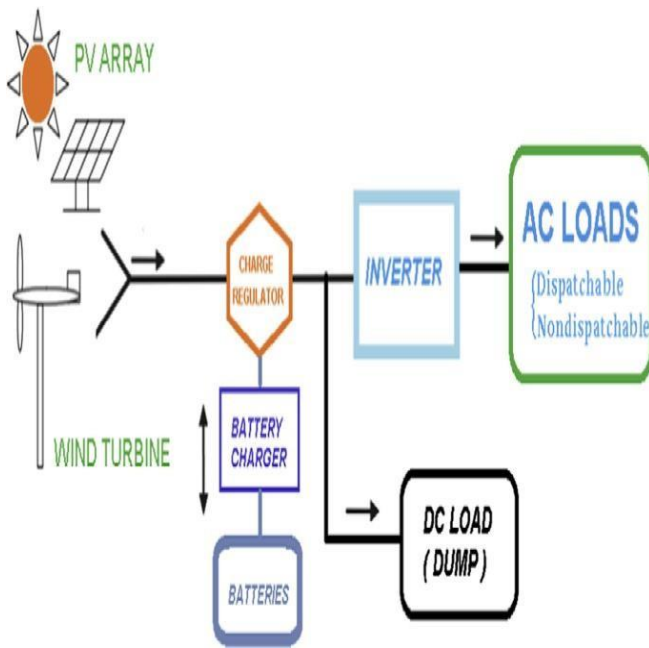 PV ARRAY
WIND TURBINE
CHARGE
REGULATOR
BATTERY
CHARGER
BATTERIES
INVERTER
AC LOADS
Dispatchable
Nondispatchable
DC LOAD
( DUMP )